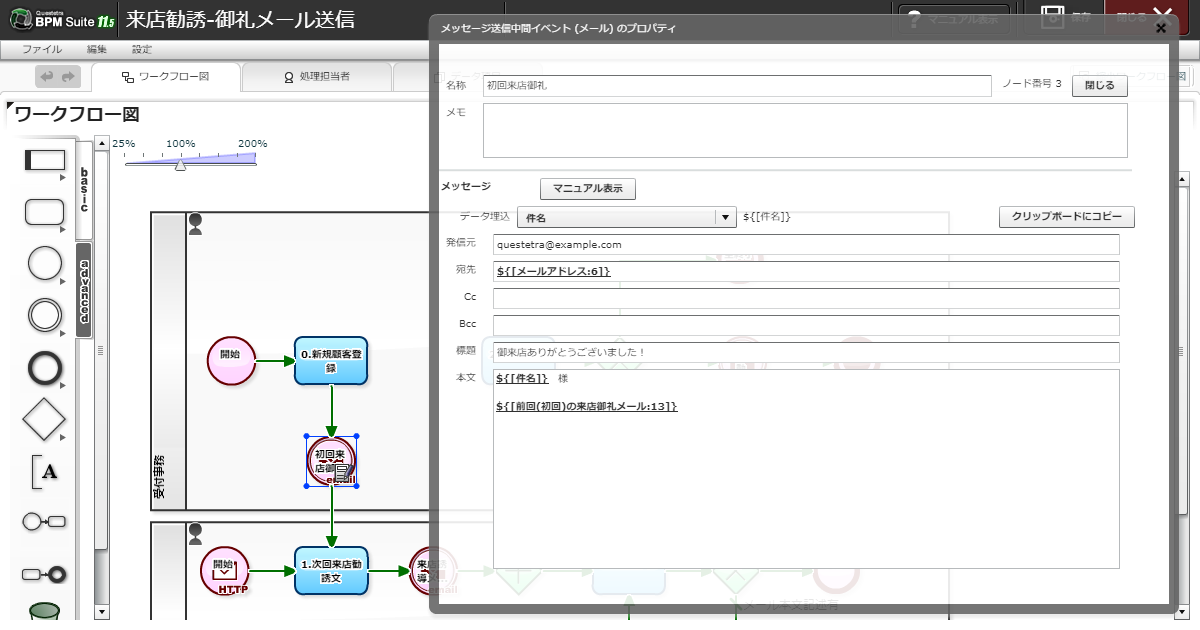 Questetra
BPM Suite 11.5
来店勧誘-御礼メール送信
マニュアル表示
保存
閉じる
ファイル 編集 設定
ワークフロー図
処理担当者
ワークフロー図
25% 100% 200%
basic
advanced
受付事務
開始
0.新規顧客登録
初回来
店御
email
開始
HTTP
1.次回来店勧誘文
メッセージ送信中間イベント (メール) のプロパティ
名称
初回来店御礼
ノード番号 3
閉じる
メモ
メッセージ
マニュアル表示
データ埋込
件名
${[件名]}
クリップボードにコピー
発信元
questetra@example.com
宛先
${[メールアドレス:6]}
Cc
Bcc
標題
御来店ありがとうございました！
本文
${[件名]} 様
${[前回(初回)の来店御礼メール:13]}
メール本文記述有